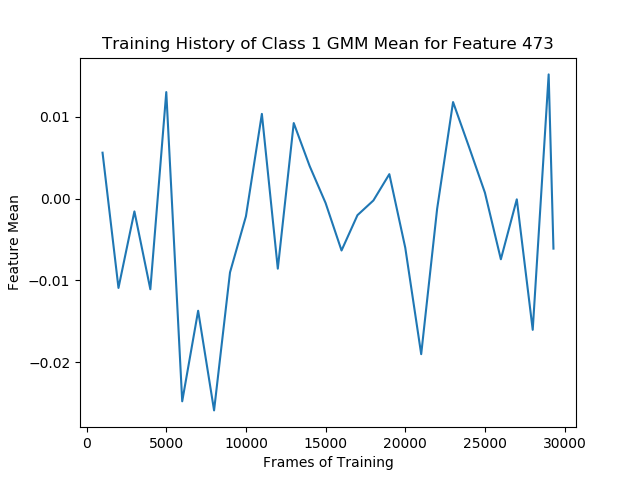 Training History of Class 1 GMM Mean for Feature 473
0.01
0.00
−0.01
−0.02
Feature Mean
0 5000 10000 15000 20000 25000 30000
Frames of Training